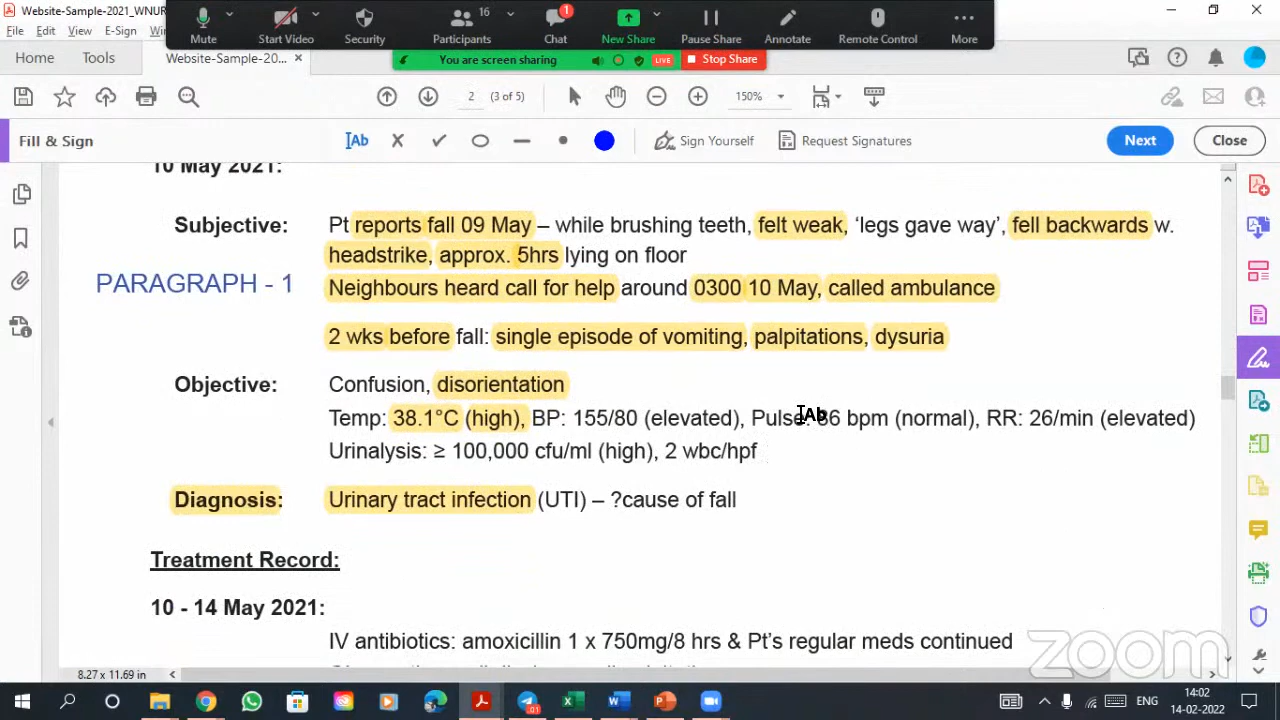 Website-Sample-2021_WNUR
Mute
Start Video
Security
16
Participants
1
Chat
New Share
Pause Share
Annotate
Remote Control
More
File Edit View E-Sign
You are screen sharing
LIVE
Stop Share
Home Tools Website-Sample-20... ×
2 (3 of 5)
150%
Fill & Sign
Ab
Sign Yourself
Request Signatures
Next
Close
10 May 2021:
Subjective: Pt reports fall 09 May – while brushing teeth, felt weak, ‘legs gave way’, fell backwards w.
headstrike, approx. 5hrs lying on floor
PARAGRAPH - 1
Neighbours heard call for help around 0300 10 May, called ambulance
2 wks before fall: single episode of vomiting, palpitations, dysuria
Objective: Confusion, disorientation
Temp: 38.1°C (high), BP: 155/80 (elevated), Pulse: 86 bpm (normal), RR: 26/min (elevated)
Ab
Urinalysis: ≥ 100,000 cfu/ml (high), 2 wbc/hpf
Diagnosis: Urinary tract infection (UTI) – ?cause of fall
Treatment Record:
10 - 14 May 2021:
IV antibiotics: amoxicillin 1 x 750mg/8 hrs & Pt’s regular meds continued
zoom
8.27 x 11.69 in
ENG
14:02
14-02-2022